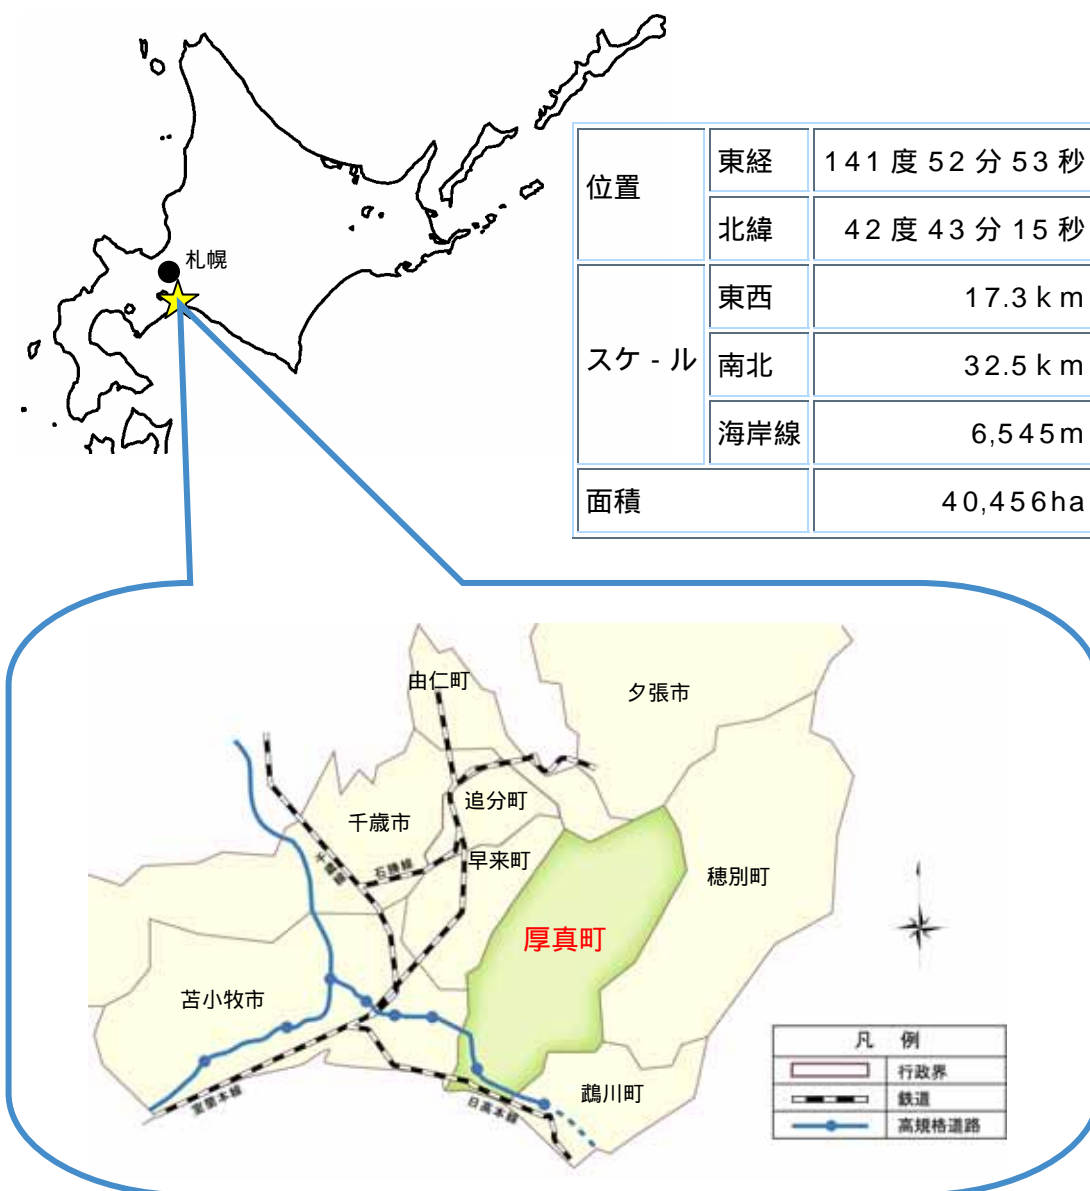 札幌
位置 東経 141度52分53秒
北緯 42度43分15秒
スケ-ル 東西 17.3km
南北 32.5km
海岸線 6,545m
面積 40,456ha
由仁町
夕張市
追分町
千歳市
早来町
石勝線
千歳線
穂別町
厚真町
苫小牧市
鵡川町
室蘭本線
日高本線
凡例
行政界
鉄道
高規格道路